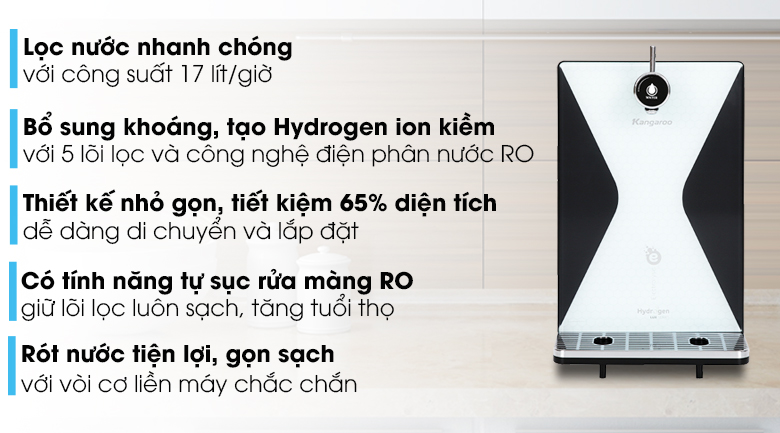 Lọc nước nhanh chóng
với công suất 17 lít/giờ
Bổ sung khoáng, tạo Hydrogen ion kiềm
với 5 lõi lọc và công nghệ điện phân nước RO
Thiết kế nhỏ gọn, tiết kiệm 65% diện tích
dễ dàng di chuyển và lắp đặt
Có tính năng tự sục rửa màng RO
giữ lõi lọc luôn sạch, tăng tuổi thọ
Rót nước tiện lợi, gọn sạch
với vòi cơ liền máy chắc chắn
WATER
Kangaroo
Hydrogen